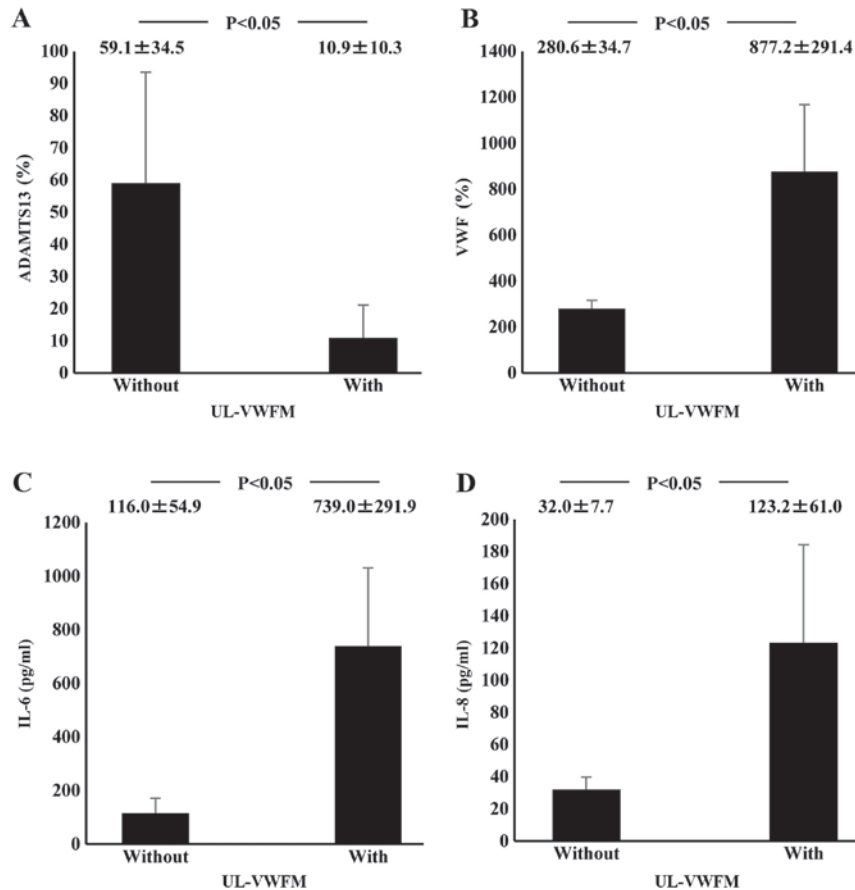 A
P<0.05
59.1±34.5 10.9±10.3
100
90
80
70
60
50
40
30
20
10
0
ADAMTS13 (%)
Without With
UL-VWFM
B
P<0.05
280.6±34.7 877.2±291.4
1400
1200
1000
800
600
400
200
0
VWF (%)
Without With
UL-VWFM
C
P<0.05
116.0±54.9 739.0±291.9
1200
1000
800
600
400
200
0
IL-6 (pg/ml)
Without With
UL-VWFM
D
P<0.05
32.0±7.7 123.2±61.0
200
180
160
140
120
100
80
60
40
20
0
IL-8 (pg/ml)
Without With
UL-VWFM